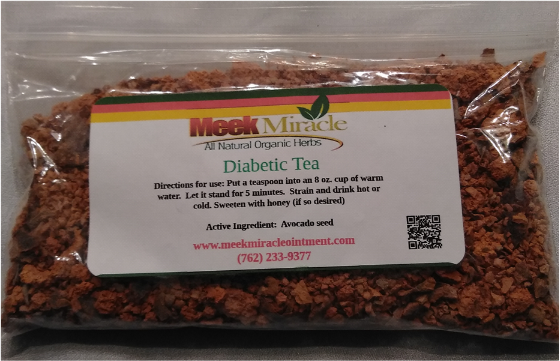 Meek Miracle
All Natural Organic Herbs
Diabetic Tea
Directions for use: Put a teaspoon into an 8 oz. cup of warm
water. Let it stand for 5 minutes. Strain and drink hot or
cold. Sweeten with honey (if so desired)
Active Ingredient: Avocado seed
www.meekmiracleointment.com
(762) 233-9377